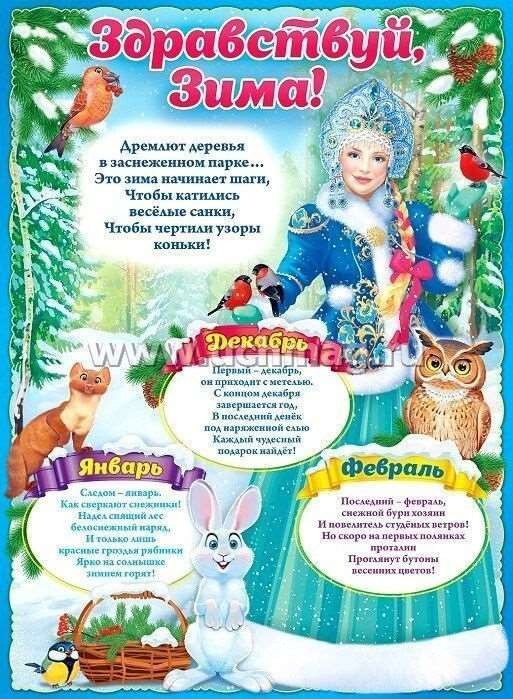 Здравствуй,
Зима!
Дремлют деревья
в заснеженном парке...
Это зима начинает шаги,
Чтобы катились
весёлые санки,
Чтобы чертили узоры
коньки!
Декабрь
www.uchmag.ru
Первый – декабрь,
он приходит с метелью.
С концом декабря
завершается год,
В последний денёк
под наряженной елью
Каждый чудесный
подарок найдёт!
Январь
Следом – январь.
Как сверкают снежинки!
Надел спящий лес
белоснежный наряд,
И только лишь
красные гроздья рябинки
Ярко на солнышке
зимнем горят!
Февраль
Последний – февраль,
снежной бури хозяин
И повелитель студёных ветров!
Но скоро на первых полянках
проталин
Проглянут бутоны
весенних цветов!